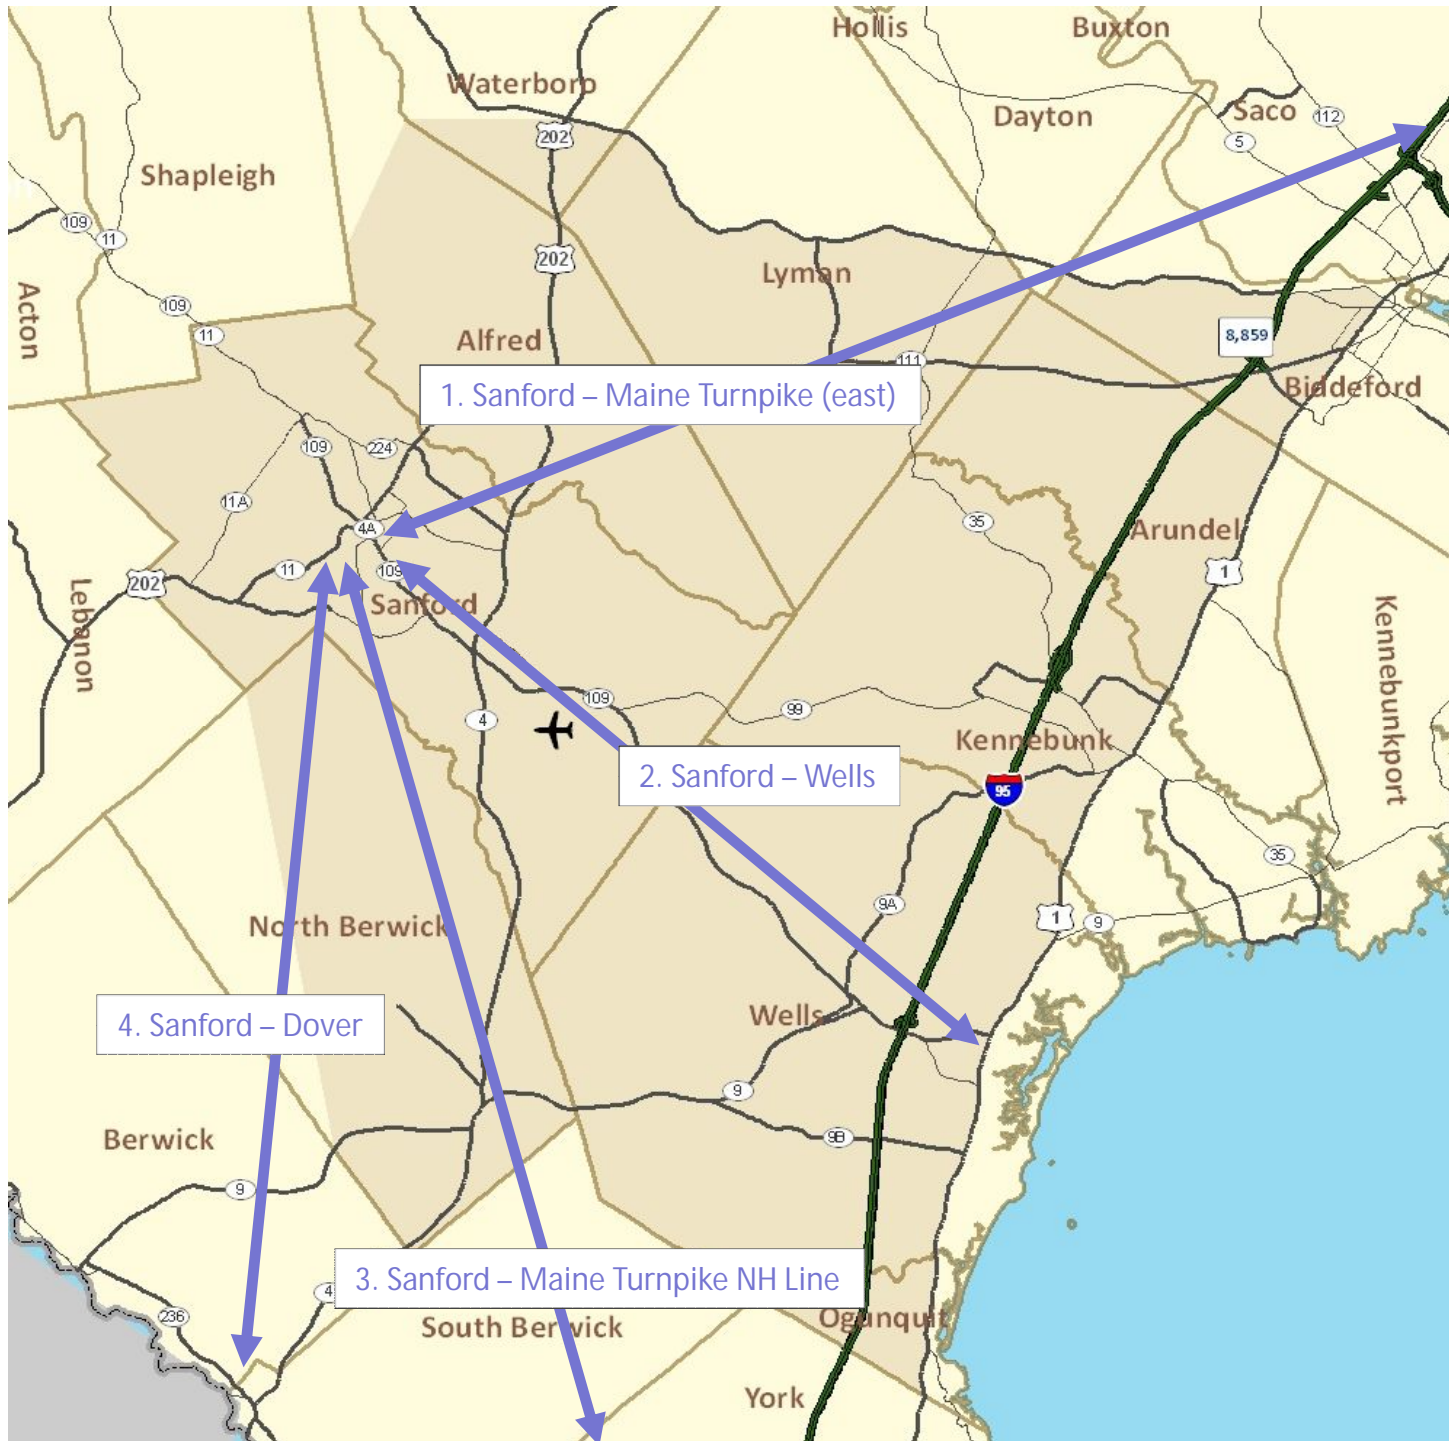 Hollis
Buxton
Waterboro
Saco
112
Dayton
202
5
Shapleigh
109
11
202
Lyman
Acton
109
11
8,859
Alfred
111
1. Sanford – Maine Turnpike (east)
Biddeford
109
224
11A
4A
35
Arundel
1
11
109
202
Sanford
Lebanon
Kennebunkport
109
99
4
Kennebunk
2. Sanford – Wells
95
35
9A
1
9
North Berwick
Wells
4. Sanford – Dover
9
9B
Berwick
9
3. Sanford – Maine Turnpike NH Line
4
236
Ogunquit
South Berwick
York